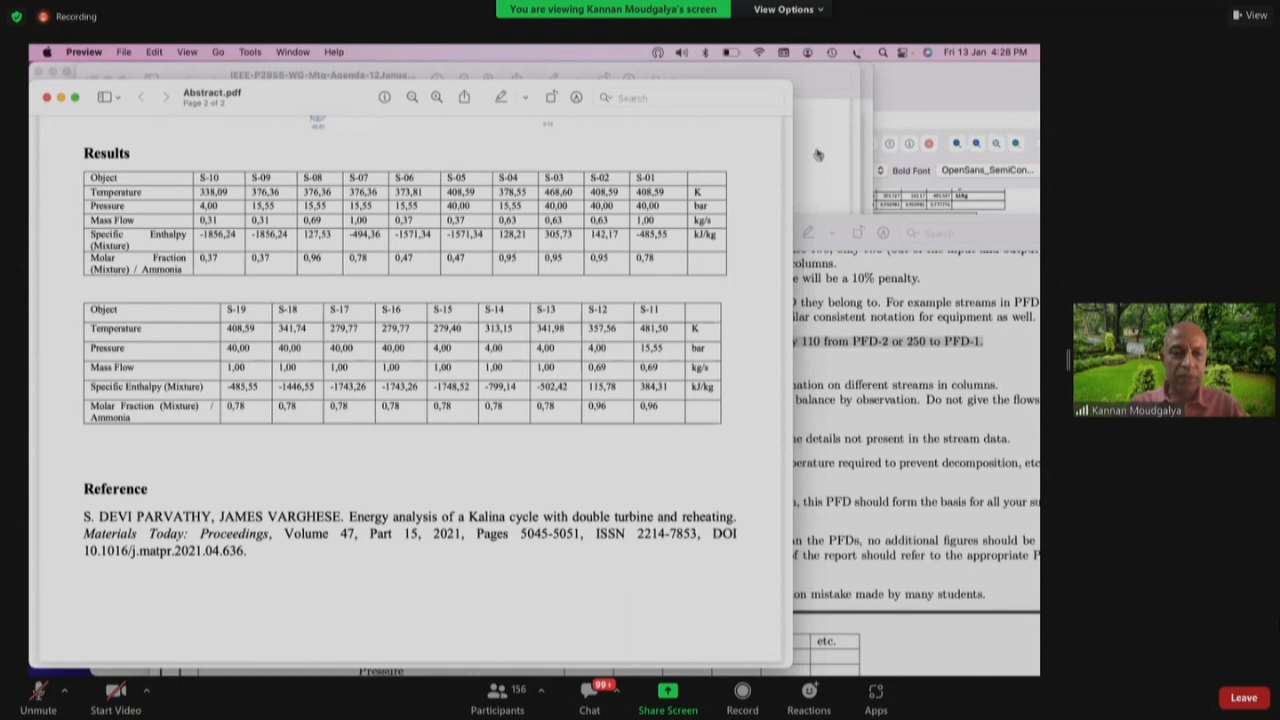 Recording
You are viewing Kannan Moudgalya's screen
View Options
View
Preview File Edit View Go Tools Window Help
Fri 13 Jan 4:28 PM
IEEE-P2955-WG-Mtg-Agenda-12Janua...
Abstract.pdf
Page 2 of 2
Search
Bold Font OpenSans_SemiCon...
Search
Results
Object S-10 S-09 S-08 S-07 S-06 S-05 S-04 S-03 S-02 S-01
Temperature 338,09 376,36 376,36 376,36 373,81 408,59 378,55 468,60 408,59 408,59 K
Pressure 4,00 15,55 15,55 15,55 15,55 40,00 15,55 40,00 40,00 40,00 bar
Mass Flow 0,31 0,31 0,69 1,00 0,37 0,37 0,63 0,63 0,63 1,00 kg/s
Specific Enthalpy (Mixture) -1856,24 -1856,24 127,53 -494,36 -1571,34 -1571,34 128,21 305,73 142,17 -485,55 kJ/kg
Molar Fraction (Mixture) / Ammonia 0,37 0,37 0,96 0,78 0,47 0,47 0,95 0,95 0,95 0,78
Object S-19 S-18 S-17 S-16 S-15 S-14 S-13 S-12 S-11
Temperature 408,59 341,74 279,77 279,77 279,40 313,15 341,98 357,56 481,50 K
Pressure 40,00 40,00 40,00 40,00 4,00 4,00 4,00 4,00 15,55 bar
Mass Flow 1,00 1,00 1,00 1,00 1,00 1,00 1,00 0,69 0,69 kg/s
Specific Enthalpy (Mixture) -485,55 -1446,55 -1743,26 -1743,26 -1748,52 -799,14 -502,42 115,78 384,31 kJ/kg
Molar Fraction (Mixture) / Ammonia 0,78 0,78 0,78 0,78 0,78 0,78 0,78 0,96 0,96
Reference
S. DEVI PARVATHY, JAMES VARGHESE. Energy analysis of a Kalina cycle with double turbine and reheating.
Materials Today: Proceedings, Volume 47, Part 15, 2021, Pages 5045-5051, ISSN 2214-7853, DOI
10.1016/j.matpr.2021.04.636.
olumns.
e will be a 10% penalty.
they belong to. For example streams in PFD
lar consistent notation for equipment as well.
110 from PFD-2 or 250 to PFD-1.
nation on different streams in columns.
balance by observation. Do not give the flows
ne details not present in the stream data.
perature required to prevent decomposition, etc
, this PFD should form the basis for all your su
n the PFDs, no additional figures should be
of the report should refer to the appropriate P
on mistake made by many students.
etc.
Pressure
Kannan Moudgalya
Unmute
Start Video
156
Participants
99+
Chat
Share Screen
Record
Reactions
Apps
Leave